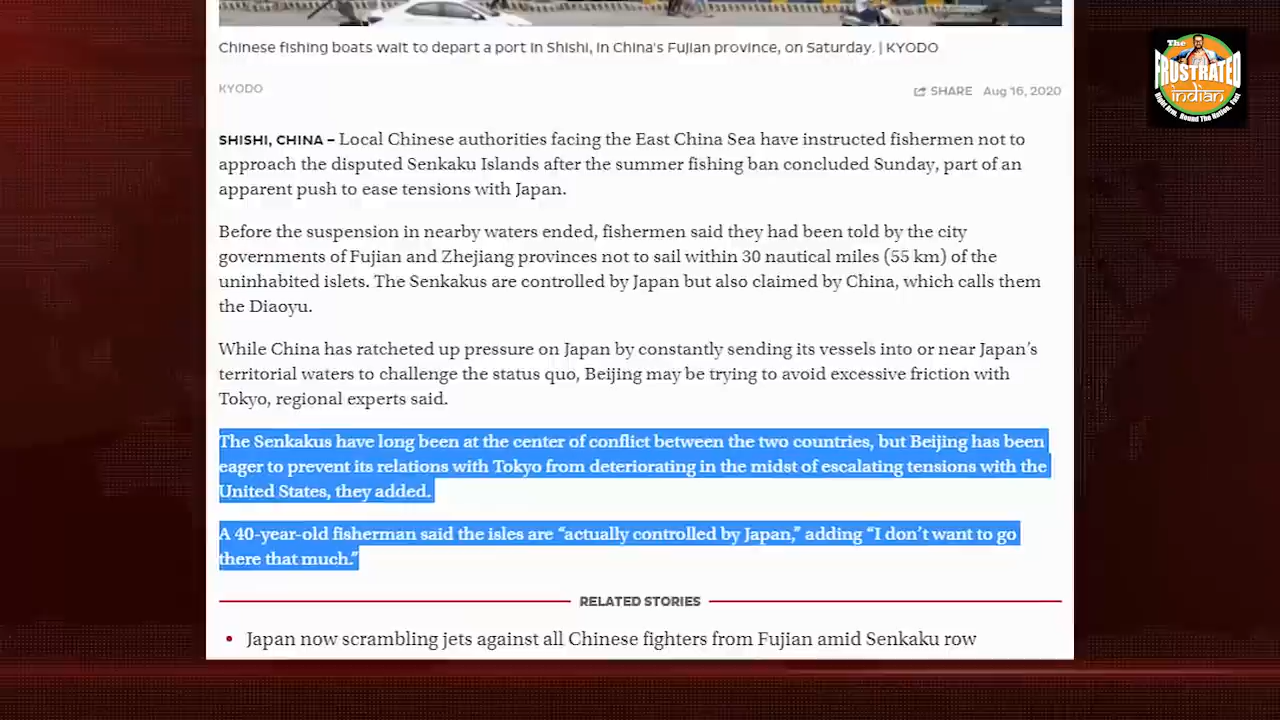 Chinese fishing boats wait to depart a port in Shishi, in China's Fujian province, on Saturday. | KYODO
KYODO
SHARE Aug 16, 2020
SHISHI, CHINA – Local Chinese authorities facing the East China Sea have instructed fishermen not to
approach the disputed Senkaku Islands after the summer fishing ban concluded Sunday, part of an
apparent push to ease tensions with Japan.
Before the suspension in nearby waters ended, fishermen said they had been told by the city
governments of Fujian and Zhejiang provinces not to sail within 30 nautical miles (55 km) of the
uninhabited islets. The Senkakus are controlled by Japan but also claimed by China, which calls them
the Diaoyu.
While China has ratcheted up pressure on Japan by constantly sending its vessels into or near Japan’s
territorial waters to challenge the status quo, Beijing may be trying to avoid excessive friction with
Tokyo, regional experts said.
The Senkakus have long been at the center of conflict between the two countries, but Beijing has been
eager to prevent its relations with Tokyo from deteriorating in the midst of escalating tensions with the
United States, they added.
A 40-year-old fisherman said the isles are “actually controlled by Japan,” adding “I don’t want to go
there that much.”
RELATED STORIES
• Japan now scrambling jets against all Chinese fighters from Fujian amid Senkaku row
The
FRUSTRATED
indian
Right Arm. Round The Nation. Fast